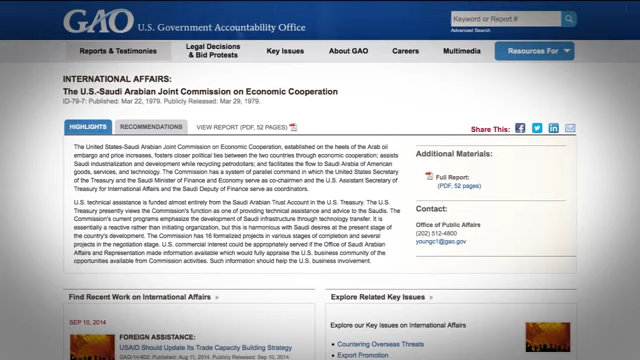 GAO U.S. Government Accountability Office
Keyword or Report #
Advanced Search
Reports & Testimonies
Legal Decisions
& Bid Protests
Key Issues
About GAO
Careers
Multimedia
Resources For
INTERNATIONAL AFFAIRS:
The U.S.-Saudi Arabian Joint Commission on Economic Cooperation
ID-79-7: Published: Mar 22, 1979. Publicly Released: Mar 29, 1979.
HIGHLIGHTS
RECOMMENDATIONS
VIEW REPORT (PDF, 52 PAGES)
Share This:
The United States-Saudi Arabian Joint Commission on Economic Cooperation, established on the heels of the Arab oil
embargo and price increases, fosters closer political ties between the two countries through economic cooperation; assists
Saudi industrialization and development while recycling petrodollars; and facilitates the flow to Saudi Arabia of American
goods, services, and technology. The Commission has a system of parallel command in which the United States Secretary
of the Treasury and the Saudi Minister of Finance and Economy serve as co-chairmen and the U.S. Assistant Secretary of
Treasury for International Affairs and the Saudi Deputy of Finance serve as coordinators.
U.S. technical assistance is funded almost entirely from the Saudi Arabian Trust Account in the U.S. Treasury. The U.S.
Treasury presently views the Commission's function as one of providing technical assistance and advice to the Saudis. The
Commission's current programs emphasize the development of Saudi infrastructure through technology transfer. It is
essentially a reactive rather than initiating organization, but this is harmonious with Saudi desires at the present stage of
the country's development. The Commission has 16 formalized projects in various stages of completion and several
projects in the negotiation stage. U.S. commercial interest could be appropriately served if the Office of Saudi Arabian
Affairs and Representation made information available which would fully appraise the U.S. business community of the
opportunities available from Commission activities. Such information should help the U.S. business involvement.
Additional Materials:
Full Report:
(PDF, 52 pages)
Contact:
Office of Public Affairs
(202) 512-4800
youngc1@gao.gov
Find Recent Work on International Affairs »
SEP 10, 2014
FOREIGN ASSISTANCE:
USAID Should Update Its Trade Capacity Building Strategy
GAO-14-602: Published: Aug 11, 2014. Publicly Released: Sep 10, 2014.
Explore Related Key Issues »
Explore our Key Issues on International Affairs
Countering Overseas Threats
Export Promotion